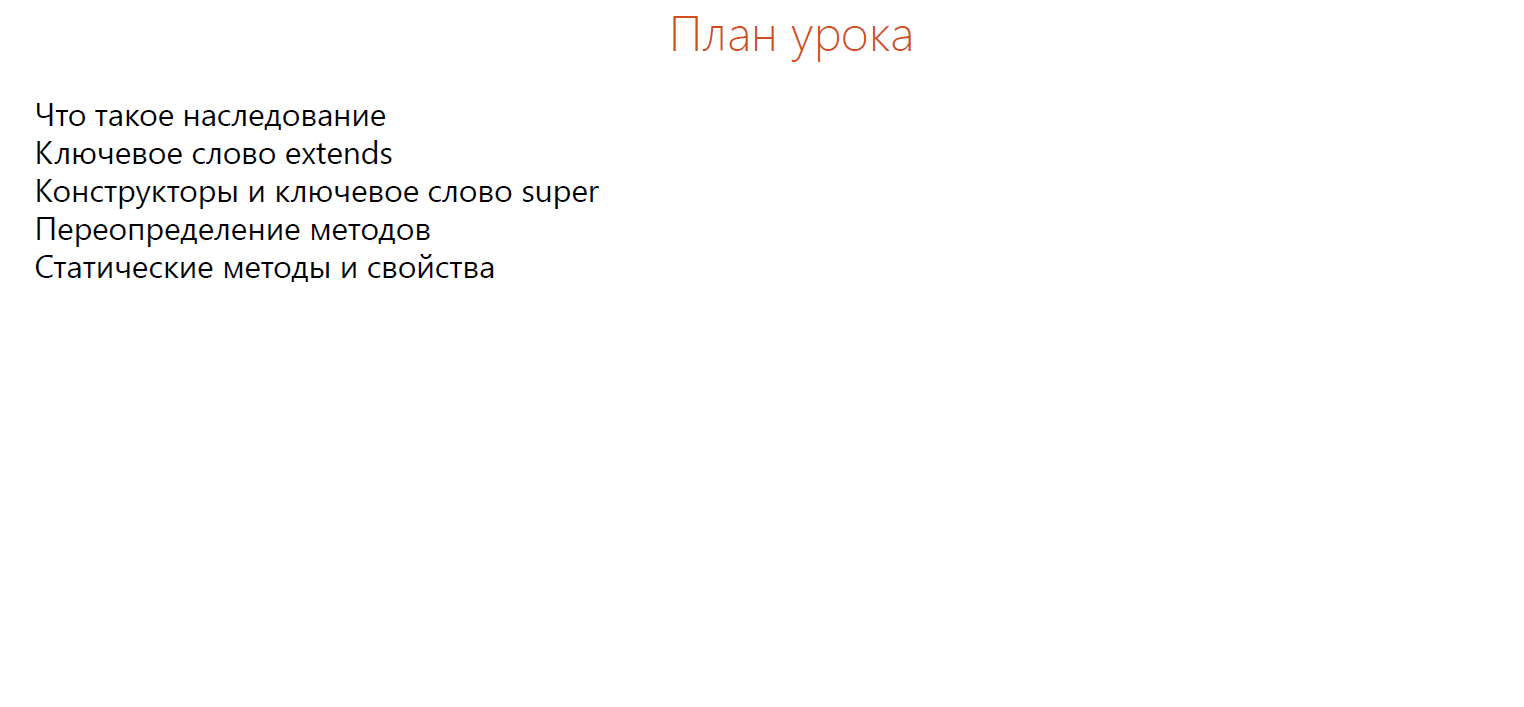 План урока
Что такое наследование
Ключевое слово extends
Конструкторы и ключевое слово super
Переопределение методов
Статические методы и свойства